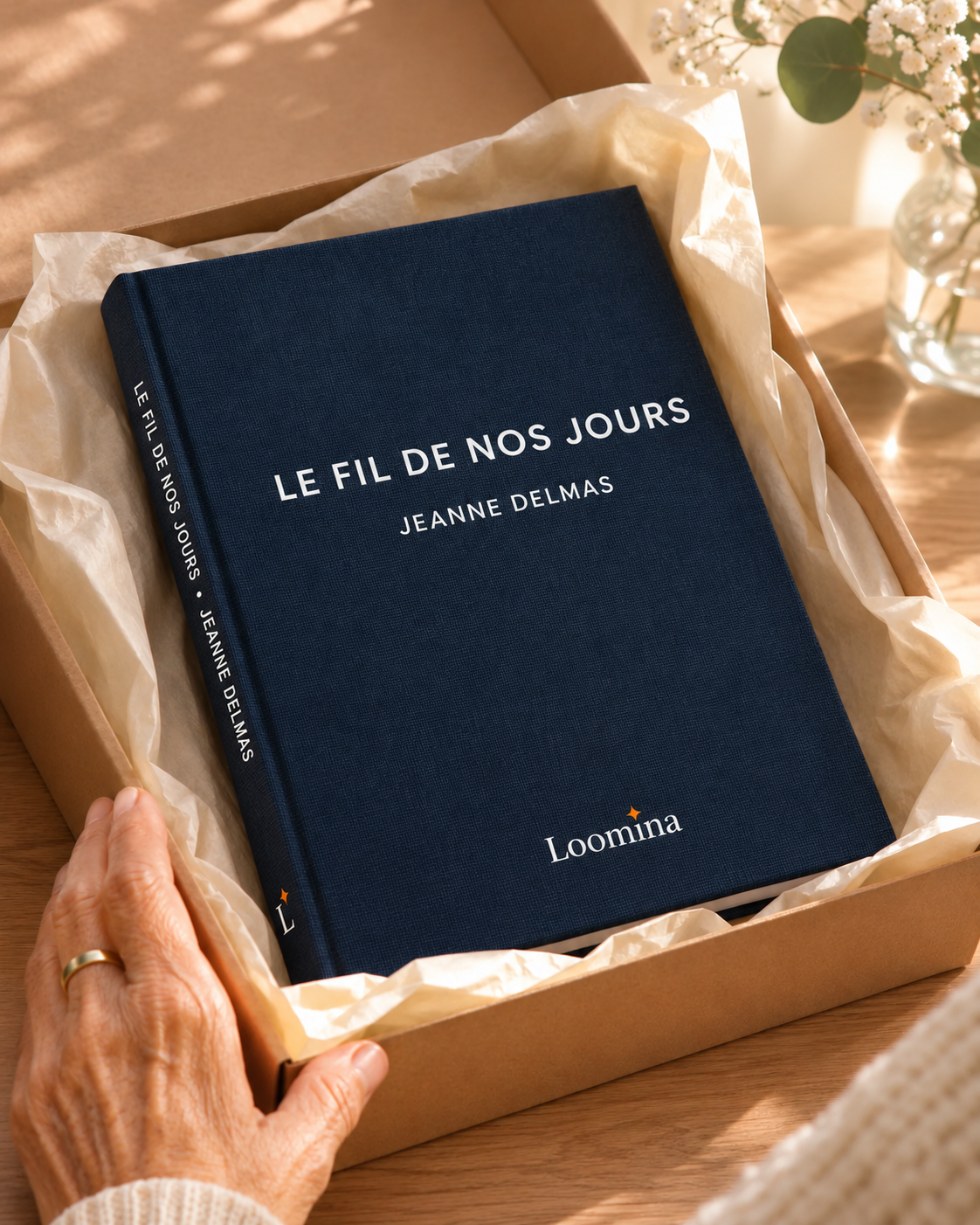 LE FIL DE NOS JOURS
JEANNE DELMAS
Loomina
LE FIL DE NOS JOURS • JEANNE DELMAS
L